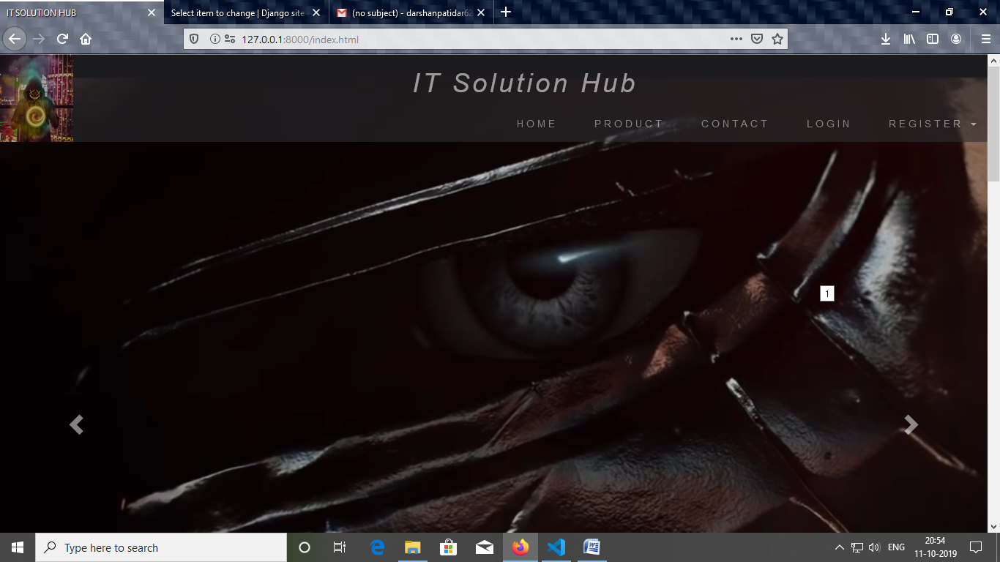 IT SOLUTION HUB
Select item to change | Django site
(no subject) - darshanpatidar62
127.0.0.1:8000/index.html
IT Solution Hub
HOME PRODUCT CONTACT LOGIN REGISTER
1
Type here to search
ENG
20:54
11-10-2019